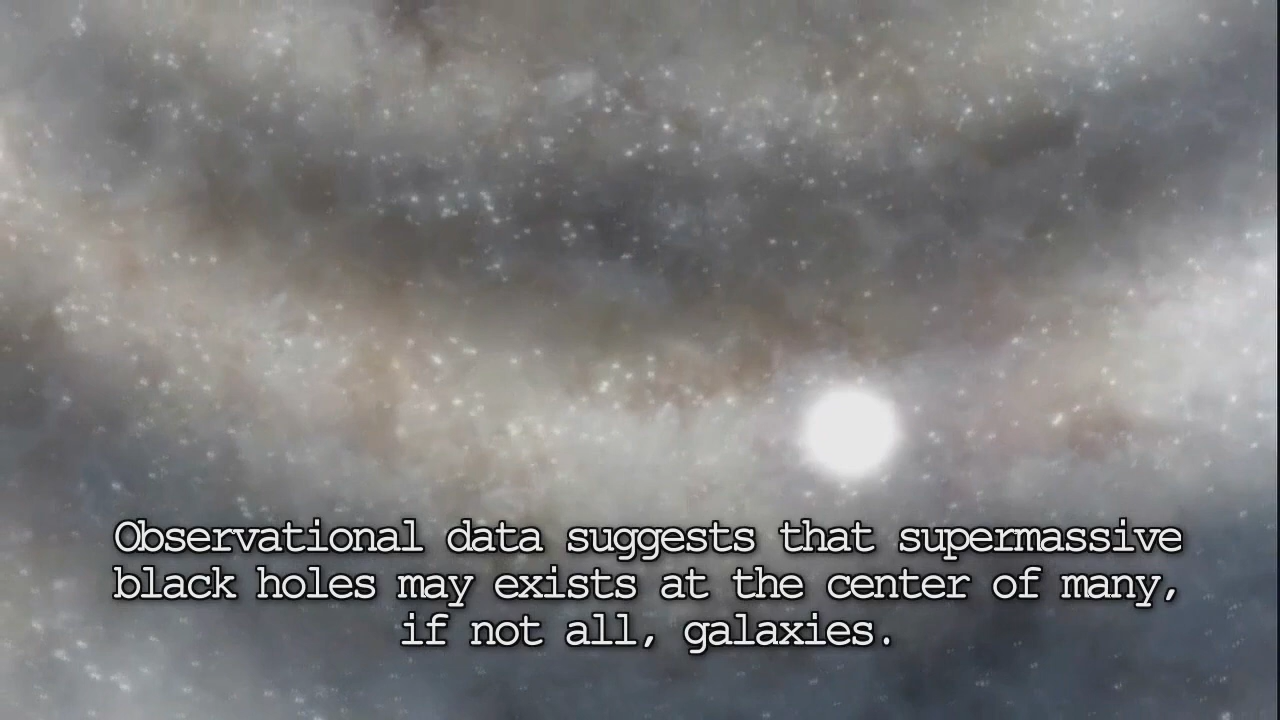 Observational data suggests that supermassive
black holes may exists at the center of many,
if not all, galaxies.